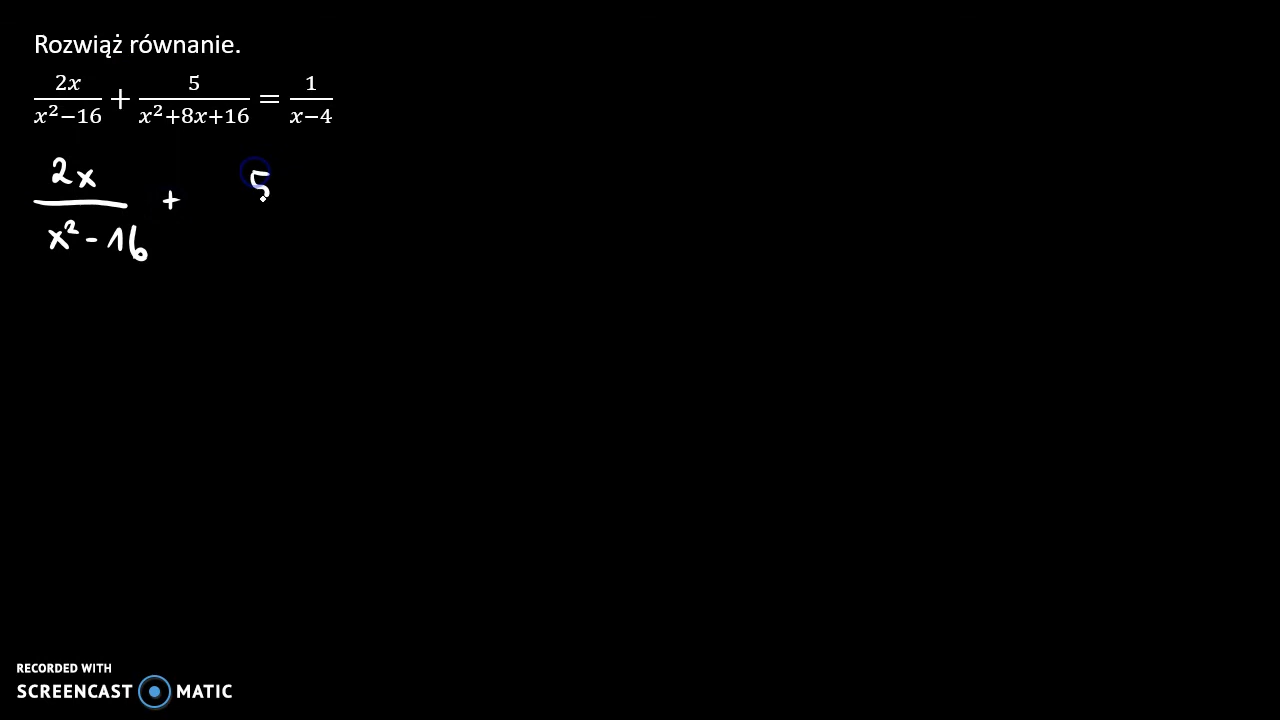 Rozwiąż równanie.
2x/(x²−16) + 5/(x²+8x+16) = 1/(x−4)
2x/(x² - 16) + 5
RECORDED WITH
SCREENCAST MATIC